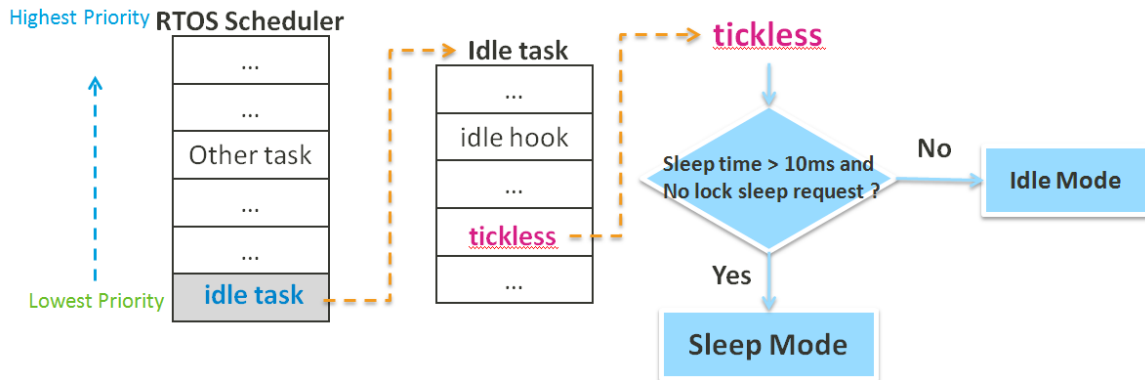 Highest Priority
RTOS Scheduler
...
...
Other task
...
...
idle task
Lowest Priority
Idle task
...
idle hook
...
tickless
...
tickless
Sleep time > 10ms and
No lock sleep request ?
No
Idle Mode
Yes
Sleep Mode